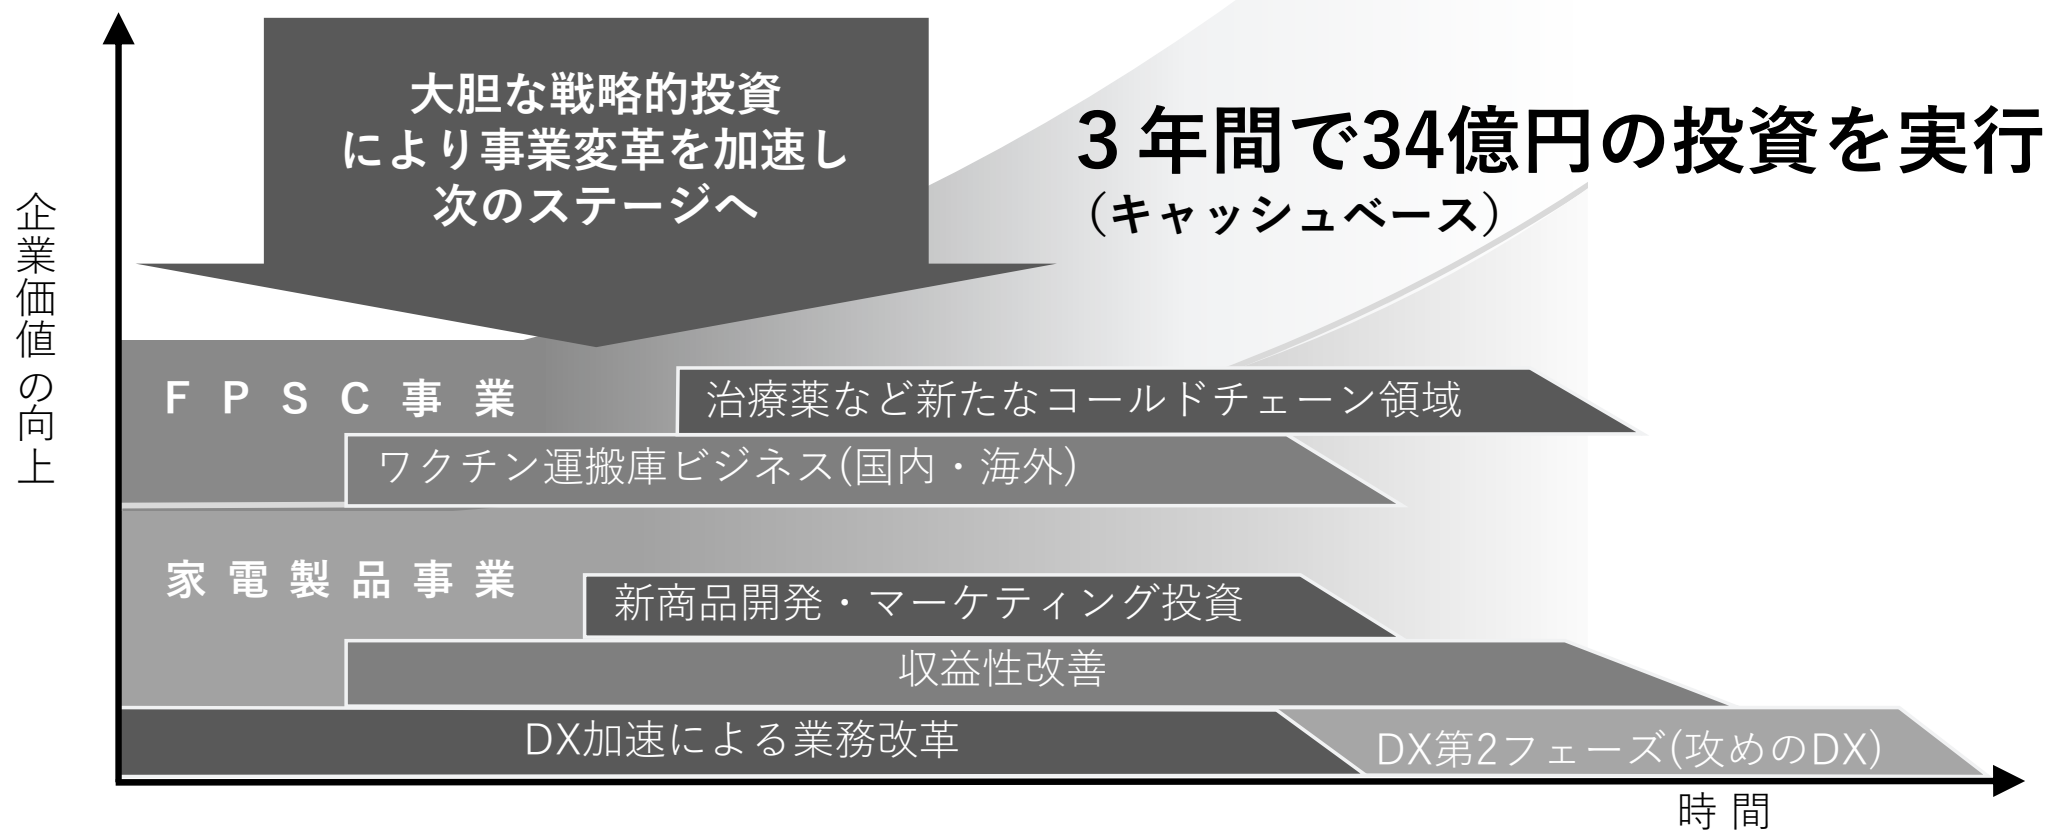 大胆な戦略的投資
により事業変革を加速し
次のステージへ
３年間で34億円の投資を実行
（キャッシュベース）
企業価値の向上
ＦＰＳＣ事業
治療薬など新たなコールドチェーン領域
ワクチン運搬庫ビジネス(国内・海外)
家電製品事業
新商品開発・マーケティング投資
収益性改善
DX加速による業務改革
DX第2フェーズ(攻めのDX)
時間